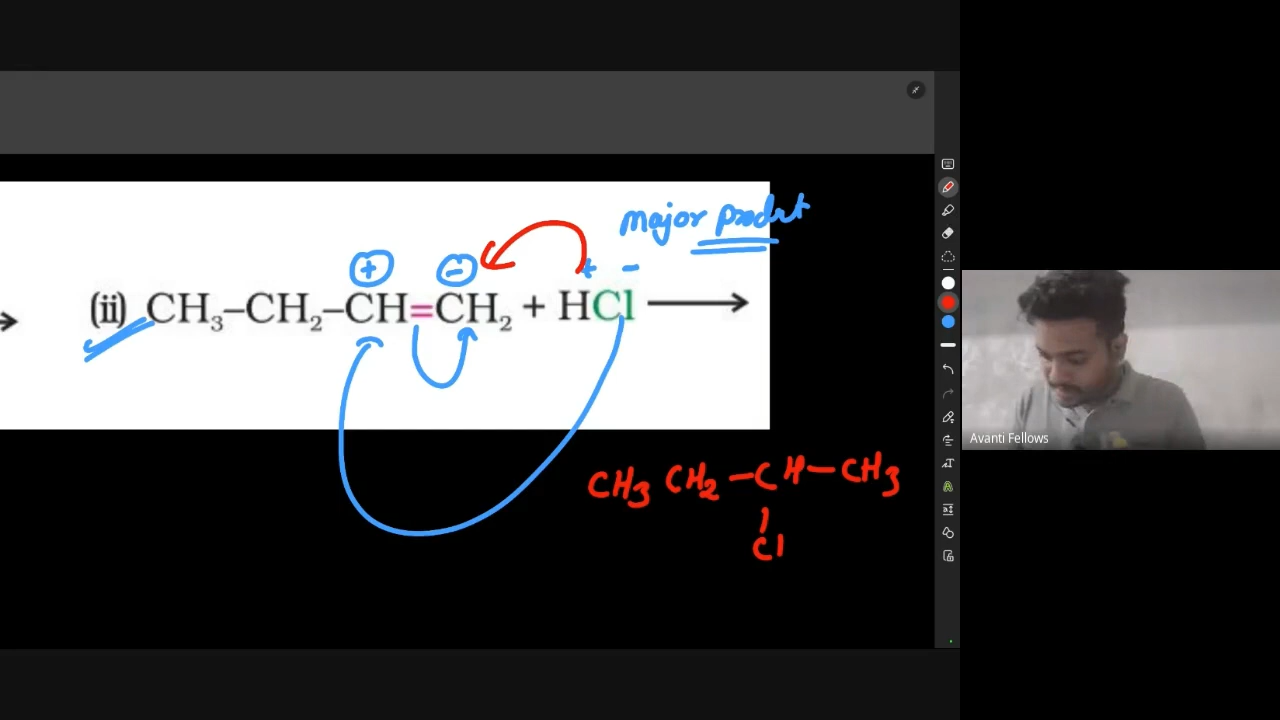 major product
+ − + −
(ii) CH₃–CH₂–CH=CH₂ + HCl ⟶
Avanti Fellows
CH₃ CH₂ – CH – CH₃
|
Cl